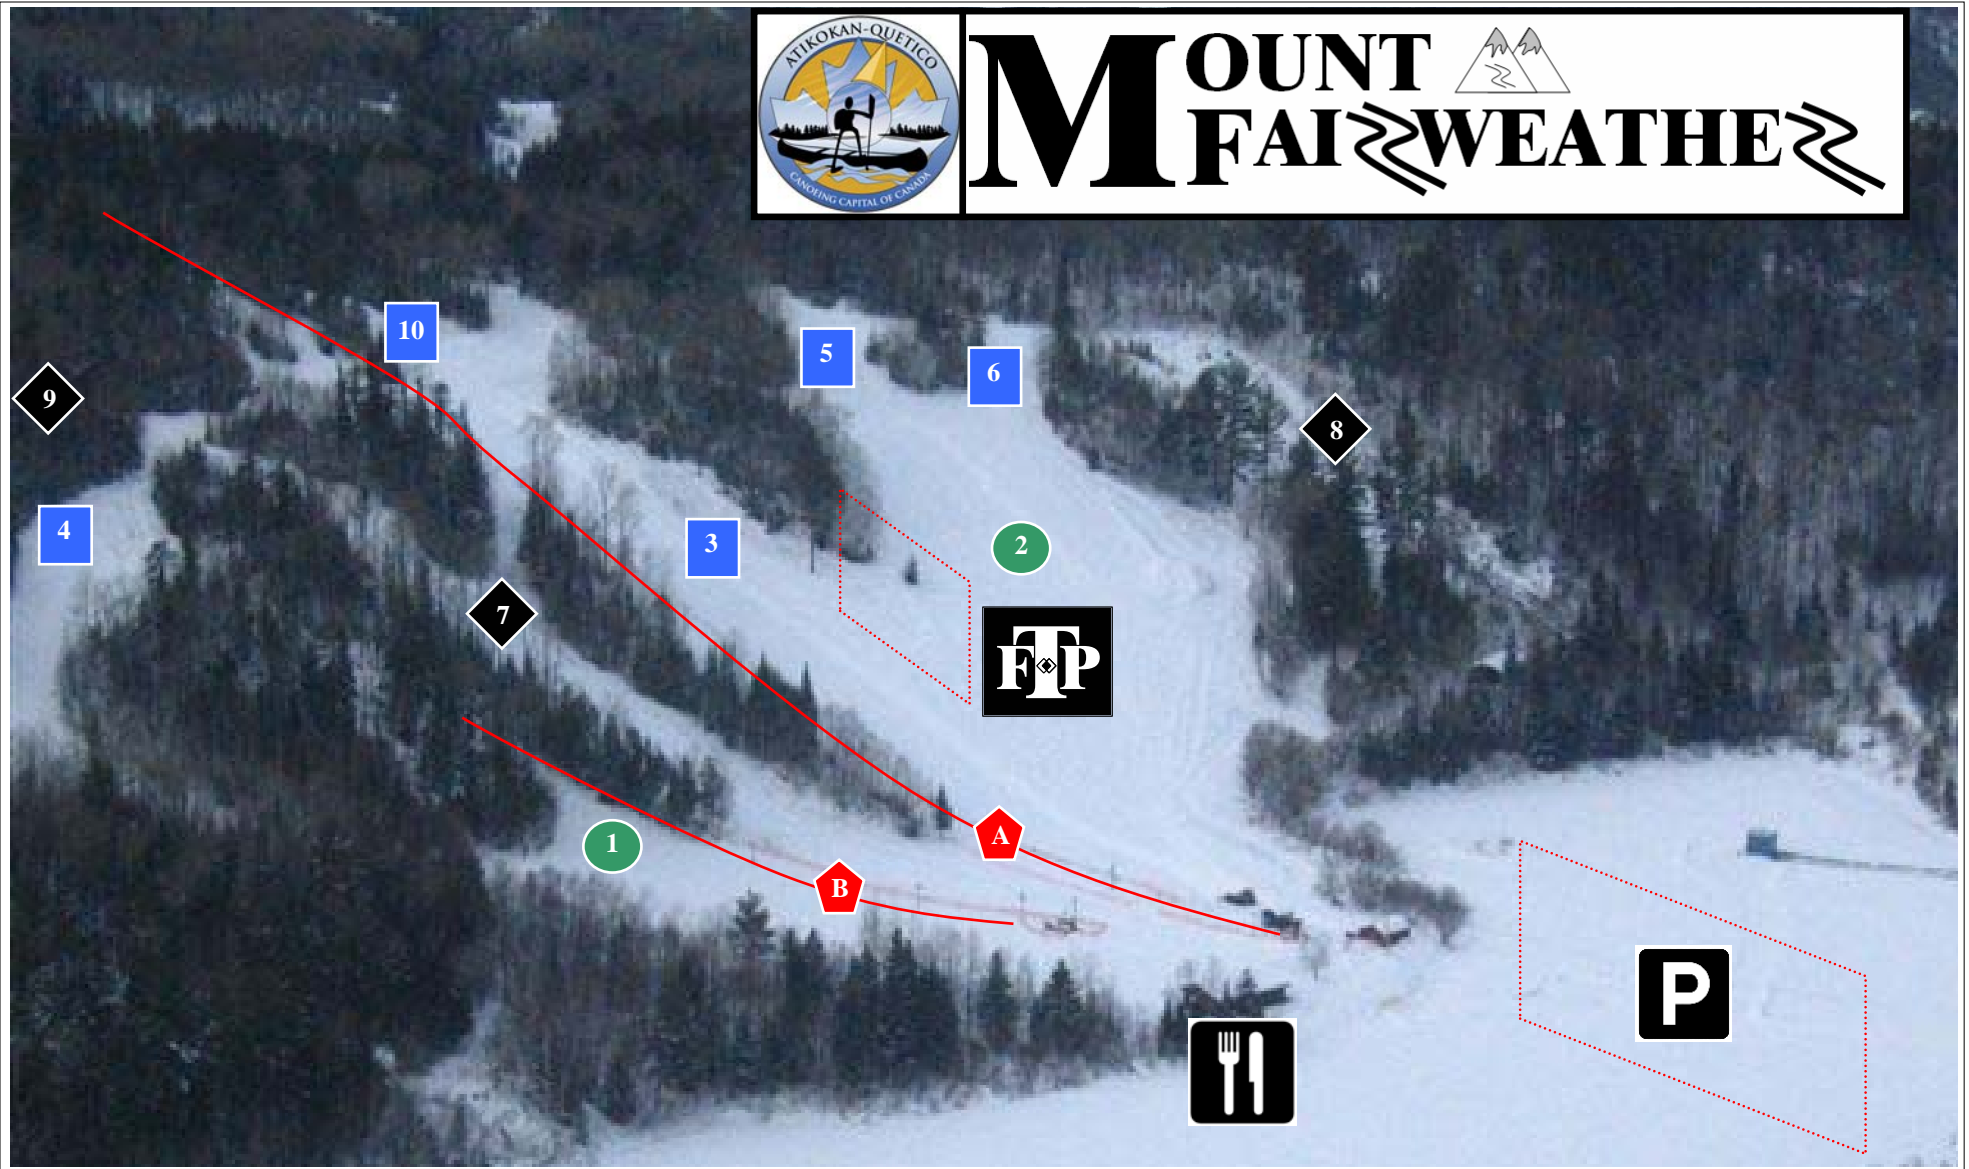 ATIKOKAN-QUETICO
CANOEING CAPITAL OF CANADA
MOUNT
FAIRWEATHER
10
5
6
9
8
4
3
2
7
FTP
A
1
B
P